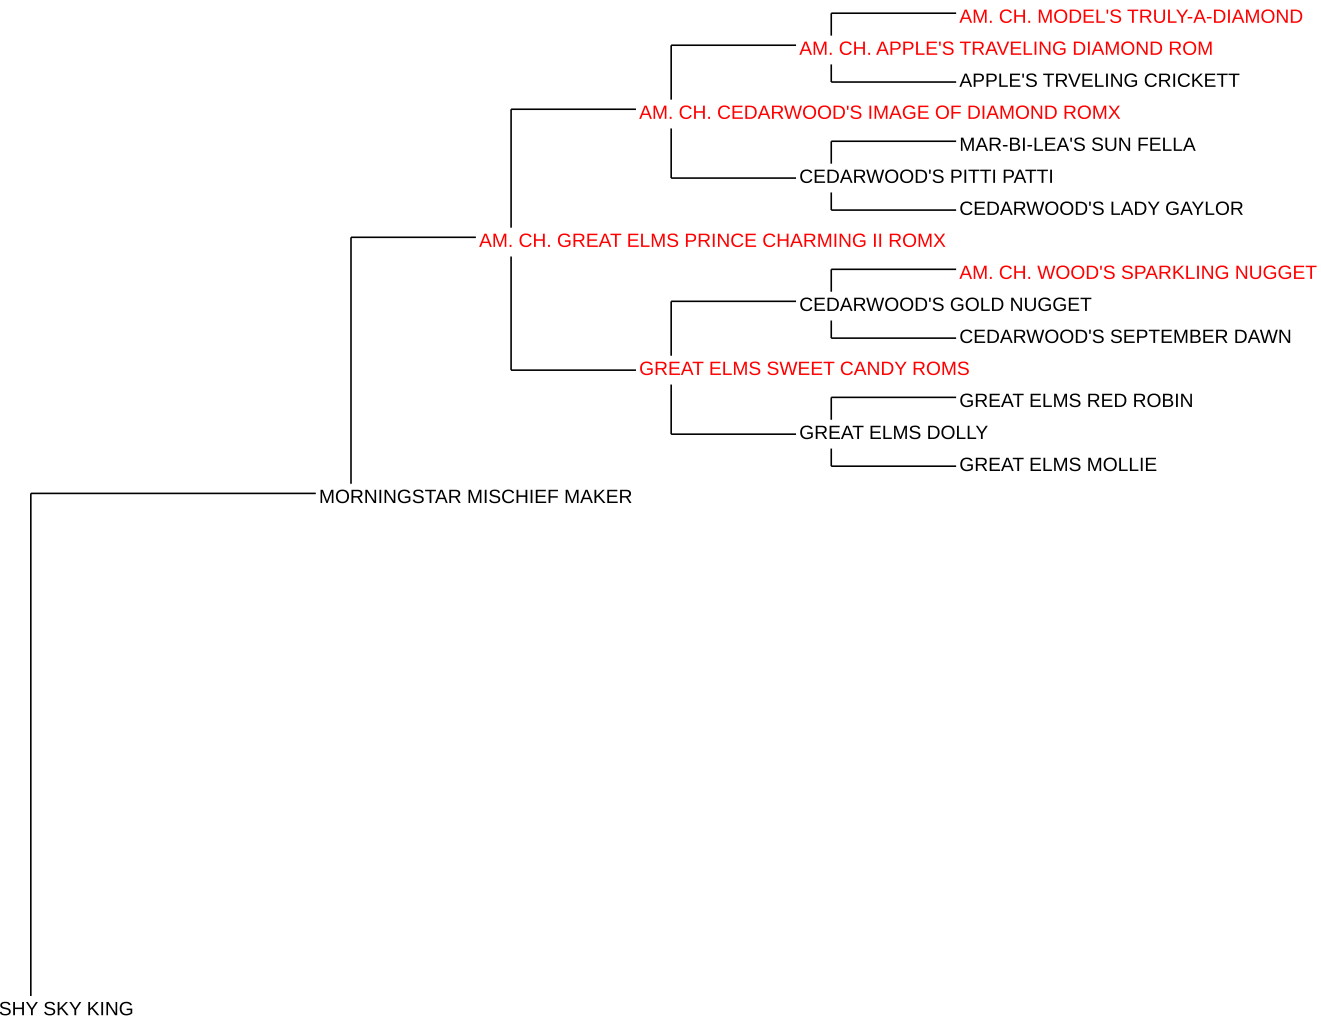 AM. CH. MODEL'S TRULY-A-DIAMOND
AM. CH. APPLE'S TRAVELING DIAMOND ROM
APPLE'S TRVELING CRICKETT
AM. CH. CEDARWOOD'S IMAGE OF DIAMOND ROMX
MAR-BI-LEA'S SUN FELLA
CEDARWOOD'S PITTI PATTI
CEDARWOOD'S LADY GAYLOR
AM. CH. GREAT ELMS PRINCE CHARMING II ROMX
AM. CH. WOOD'S SPARKLING NUGGET
CEDARWOOD'S GOLD NUGGET
CEDARWOOD'S SEPTEMBER DAWN
GREAT ELMS SWEET CANDY ROMS
GREAT ELMS RED ROBIN
GREAT ELMS DOLLY
GREAT ELMS MOLLIE
MORNINGSTAR MISCHIEF MAKER
SHY SKY KING